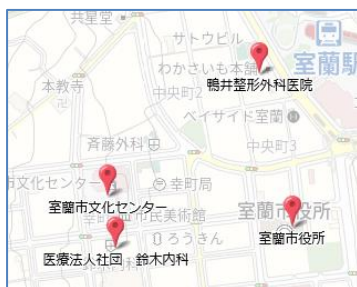 共星堂
サトウビル
室蘭駅
本教寺
わかさいも本舗
鴨井整形外科医院
中央町2
ベイサイド室蘭
斉藤外科
中央町3
幸町局
市文化センター
室蘭市文化センター
市民美術館
室蘭市役所
室蘭市役所
ろうきん
医療法人社団 鈴木内科